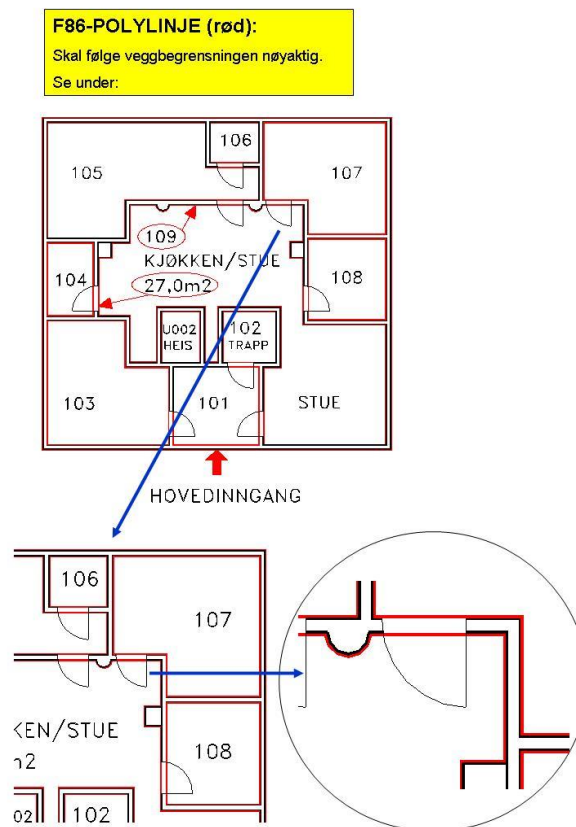 F86-POLYLINJE (rød):
Skal følge veggbegrensningen nøyaktig.
Se under:
106
105
107
109
KJØKKEN/STUE
104
27,0m2
108
U002
HEIS
102
TRAPP
103
101
STUE
HOVEDINNGANG
106
107
KEN/STUE
108
02
102